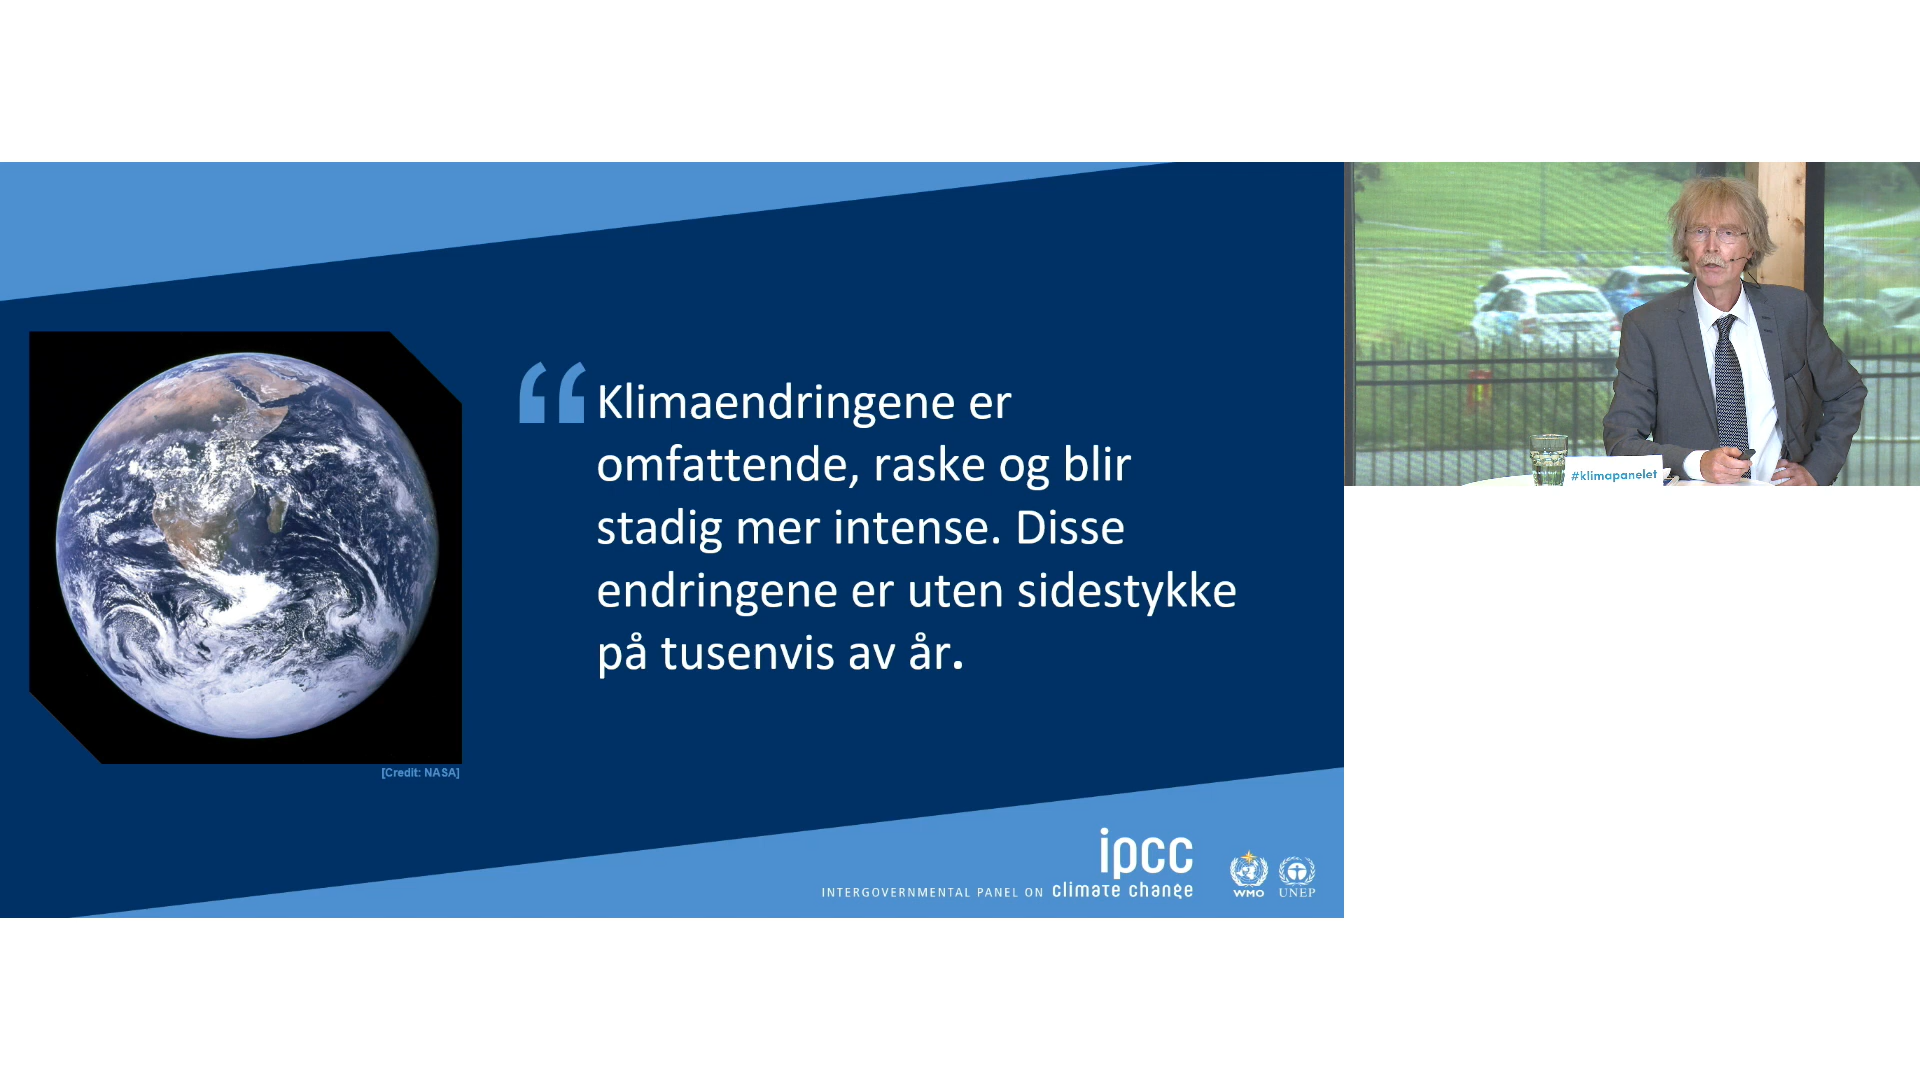 “Klimaendringene er
omfattende, raske og blir
stadig mer intense. Disse
endringene er uten sidestykke
på tusenvis av år.
[Credit: NASA]
ipcc
INTERGOVERNMENTAL PANEL ON climate change
WMO
UNEP
#klimapanelet